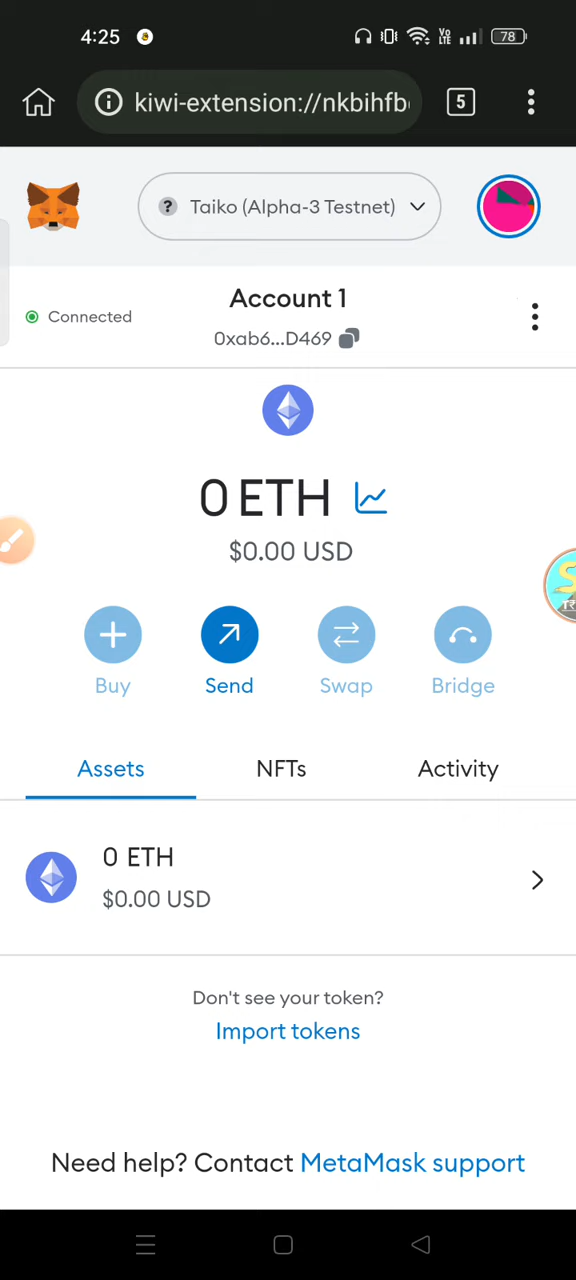 4:25
Vo LTE 78
kiwi-extension://nkbihfb
5
? Taiko (Alpha-3 Testnet)
Account 1
Connected
0xab6...D469
0 ETH
$0.00 USD
Buy Send Swap Bridge
Assets NFTs Activity
0 ETH
$0.00 USD
Don't see your token?
Import tokens
Need help? Contact MetaMask support